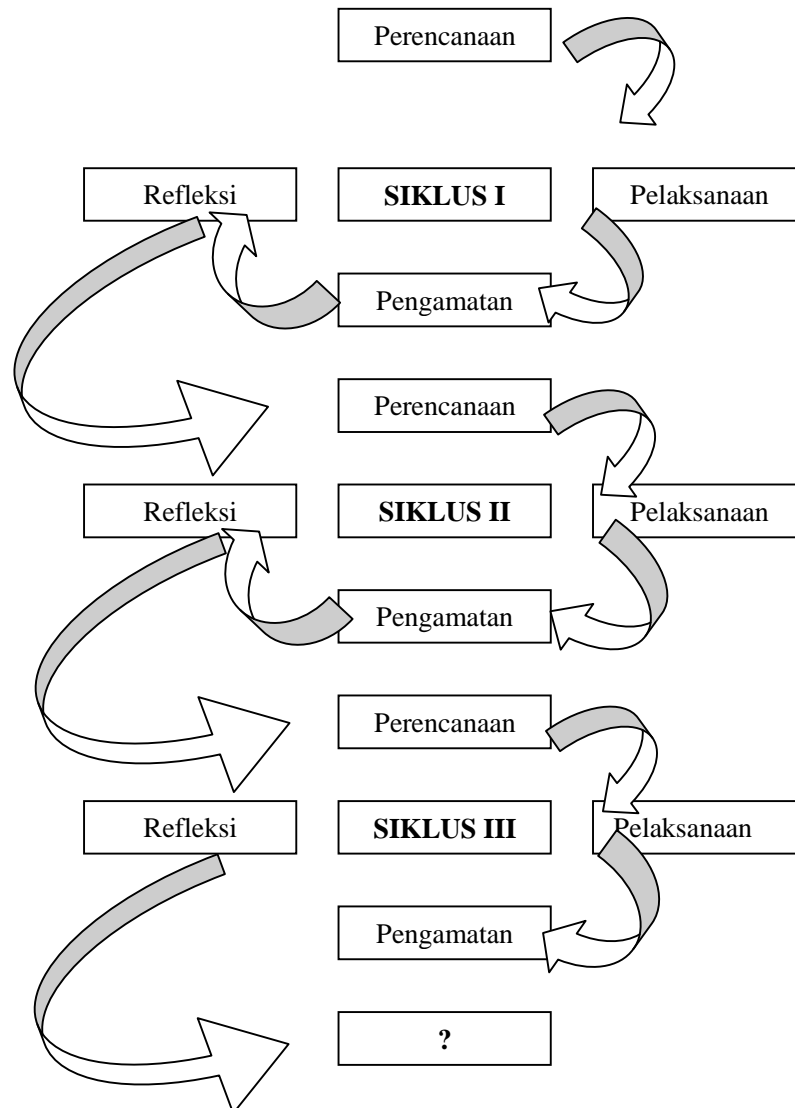 Perencanaan
Refleksi
SIKLUS I
Pelaksanaan
Pengamatan
Perencanaan
Refleksi
SIKLUS II
Pelaksanaan
Pengamatan
Perencanaan
Refleksi
SIKLUS III
Pelaksanaan
Pengamatan
?